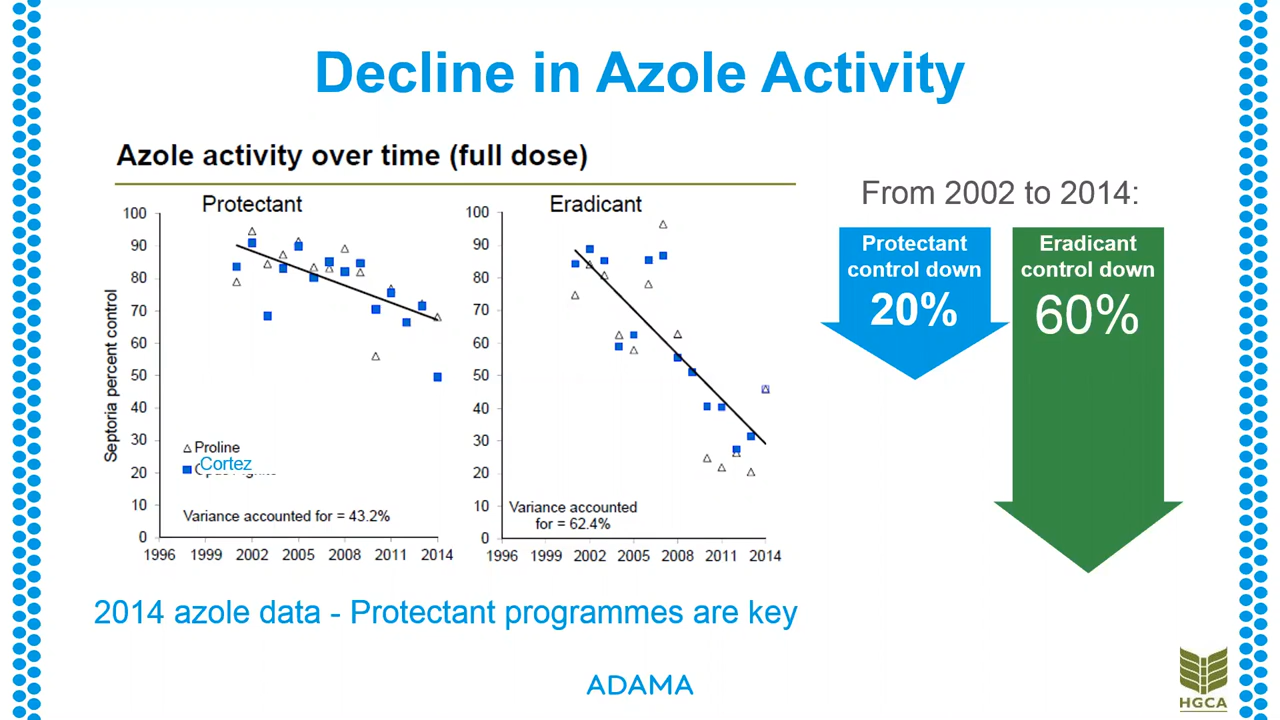 Decline in Azole Activity
Azole activity over time (full dose)
Protectant
Septoria percent control
100
90
80
70
60
50
40
30
20
10
0
1996 1999 2002 2005 2008 2011 2014
Proline
Cortez
Variance accounted for = 43.2%
Eradicant
100
90
80
70
60
50
40
30
20
10
0
1996 1999 2002 2005 2008 2011 2014
Variance accounted
for = 62.4%
From 2002 to 2014:
Protectant
control down
20%
Eradicant
control down
60%
2014 azole data - Protectant programmes are key
ADAMA
HGCA